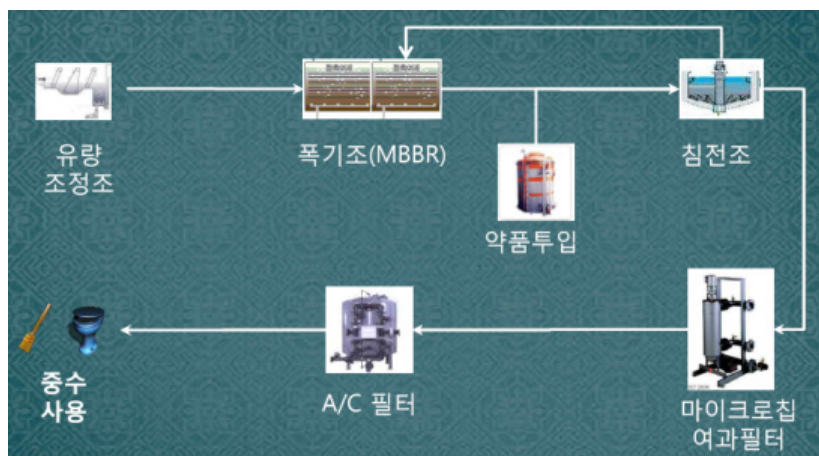 유량
조정조
폭기조(MBBR)
침전조
약품투입
중수
사용
A/C 필터
마이크로칩
여과필터